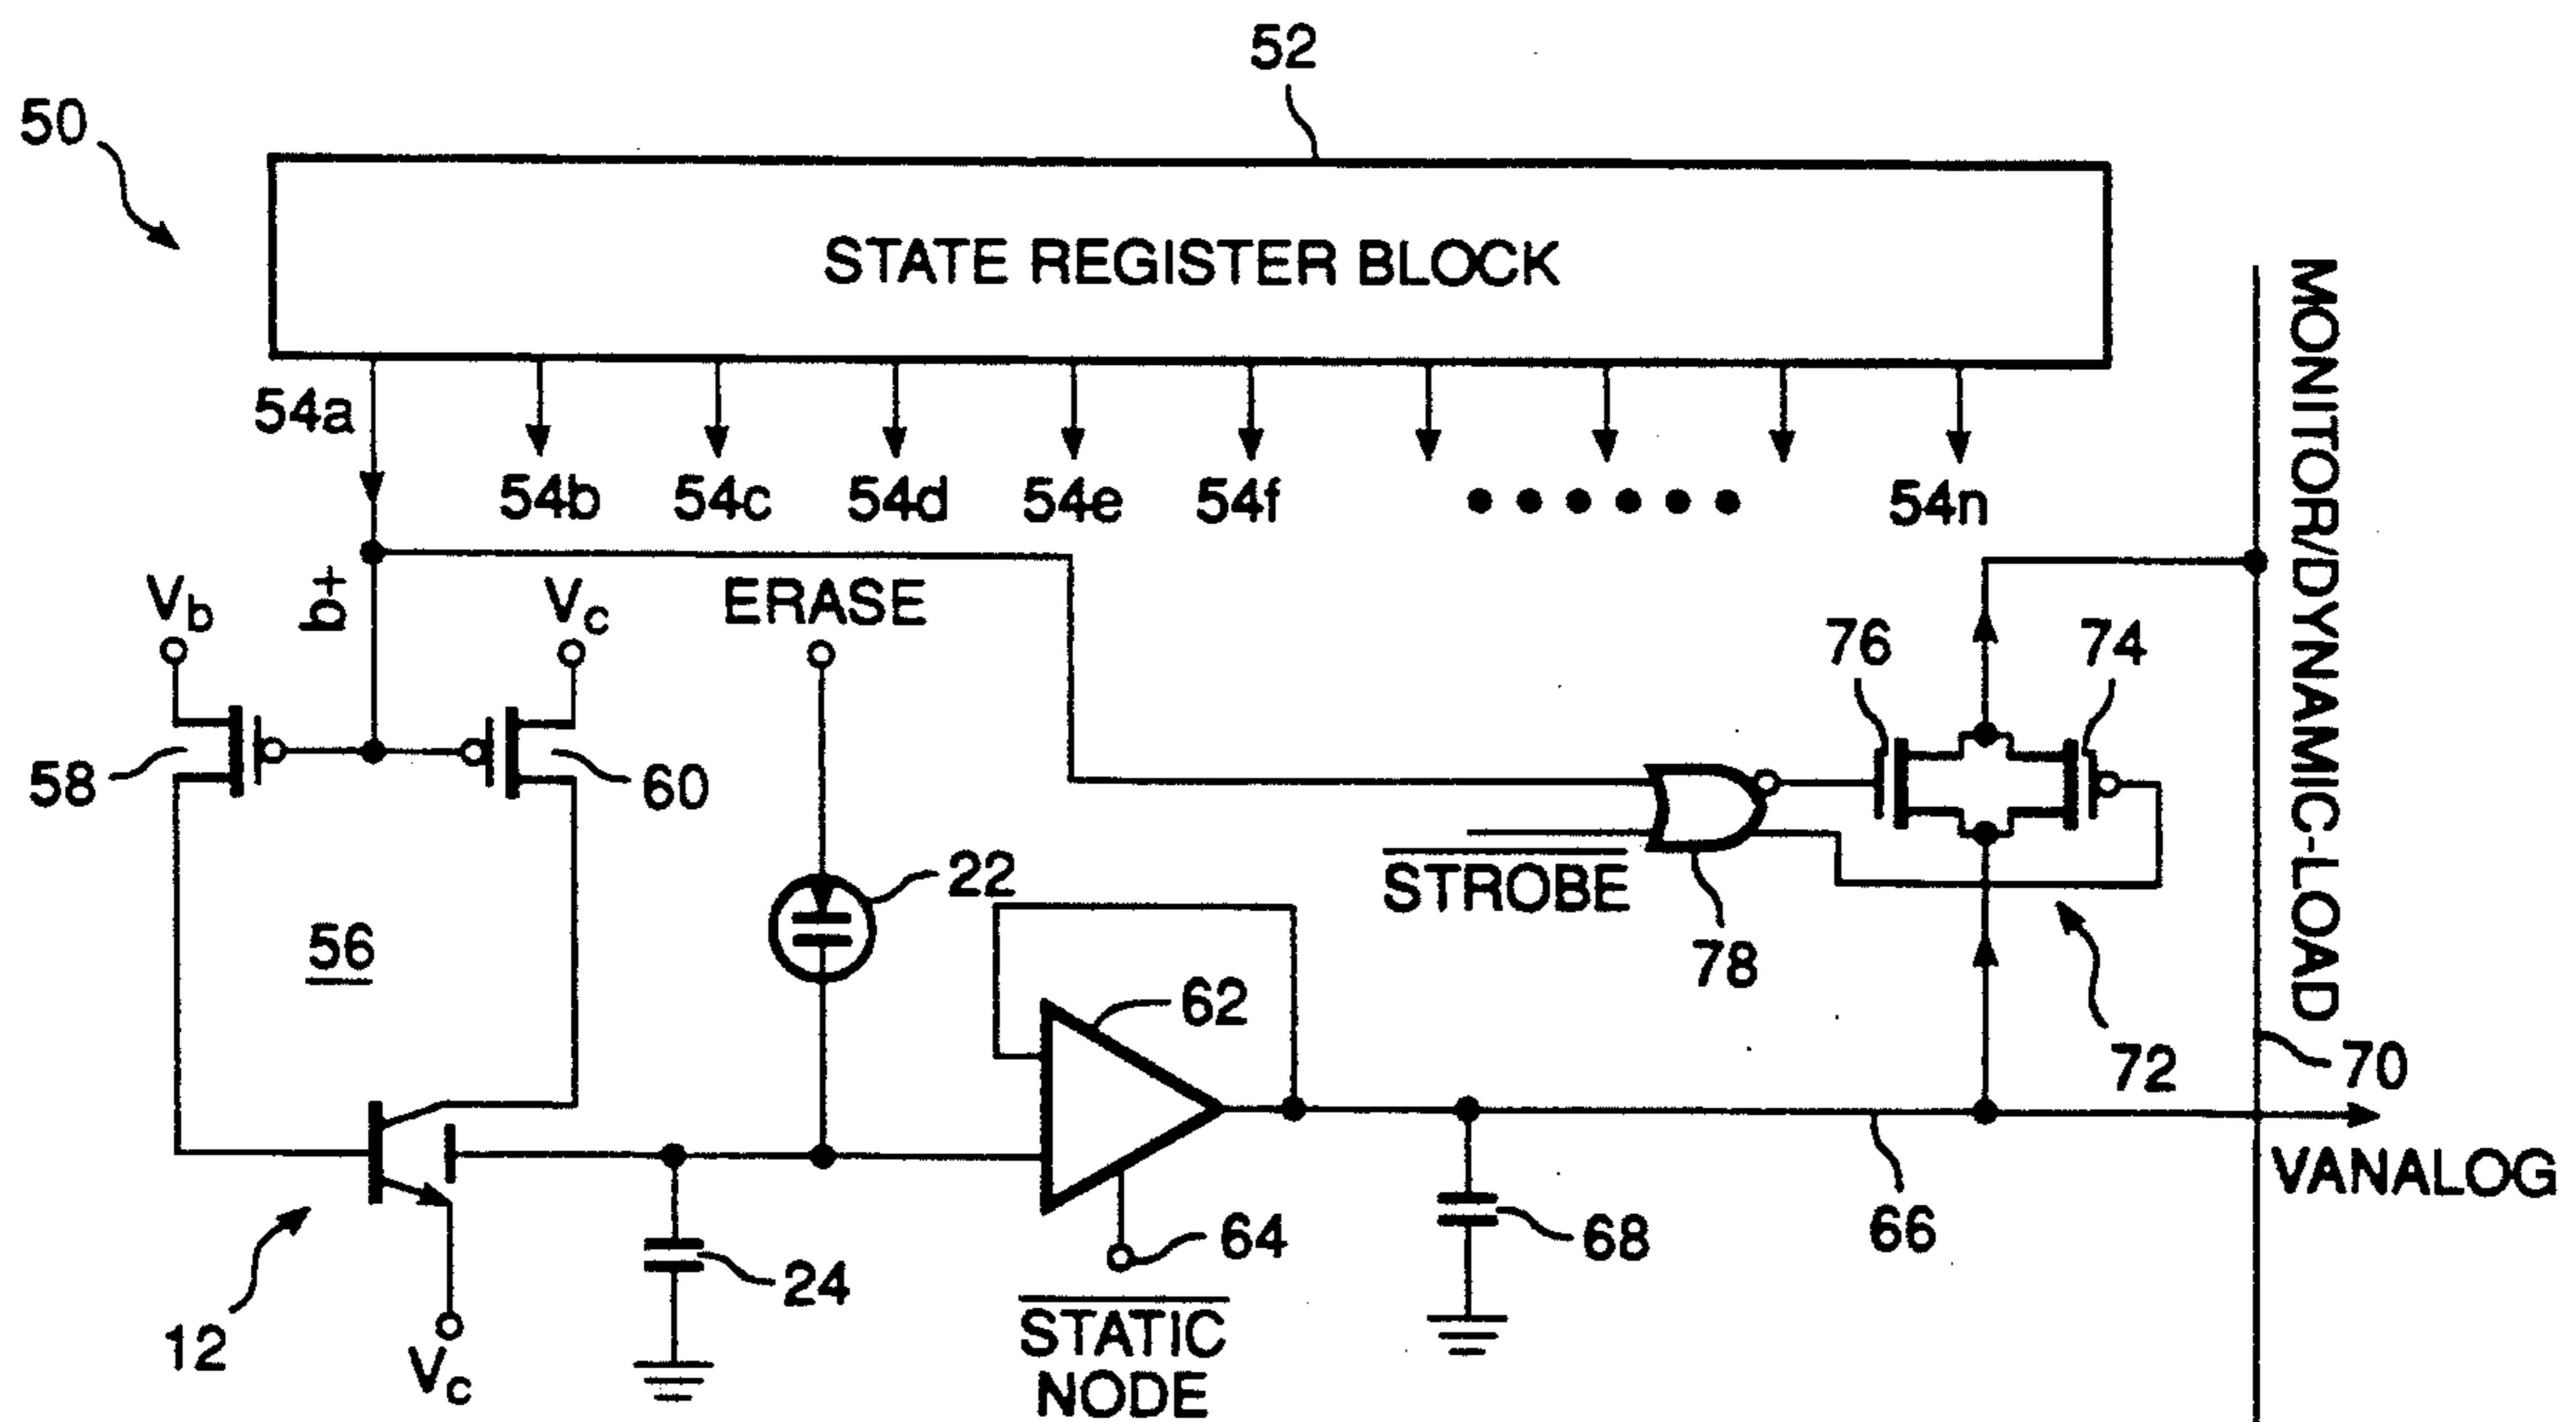 52
50
STATE REGISTER BLOCK
54a
54b
54c
54d
54e
54f
54n
MONITOR/DYNAMIC-LOAD
b+
Vb
Vc
ERASE
76
74
58
60
22
STROBE
78
56
62
72
70
VANALOG
66
68
64
24
12
Vc
STATIC
NODE